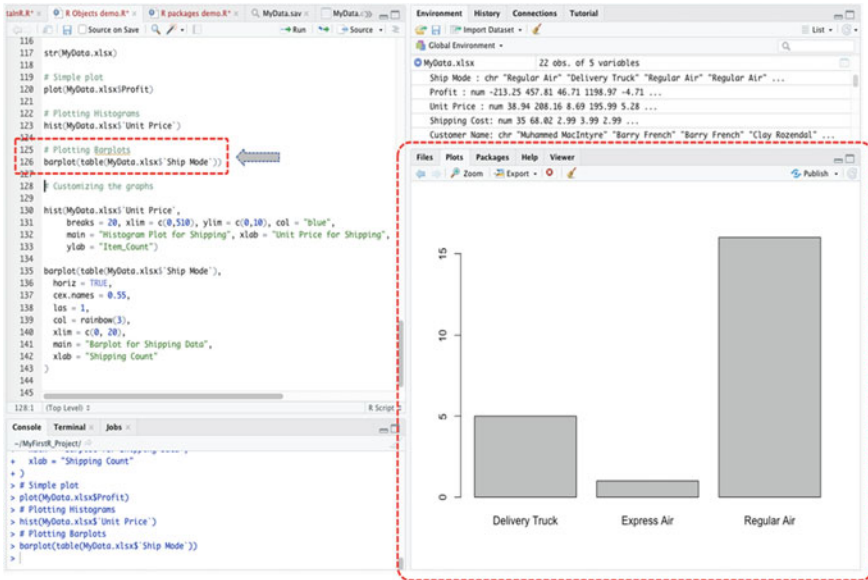 tainR.R*
R Objects demo.R*
R packages demo.R*
MyData.sav
MyData.c
Source on Save
Run
Source
116
117 str(MyData.xlsx)
118
119 # Simple plot
120 plot(MyData.xlsx$Profit)
121
122 # Plotting Histograms
123 hist(MyData.xlsx$`Unit Price`)
124
125 # Plotting Barplots
126 barplot(table(MyData.xlsx$`Ship Mode`))
127
128 # Customizing the graphs
129
130 hist(MyData.xlsx$`Unit Price`,
131 breaks = 20, xlim = c(0,510), ylim = c(0,10), col = "blue",
132 main = "Histogram Plot for Shipping", xlab = "Unit Price for Shipping",
133 ylab = "Item_Count")
134
135 barplot(table(MyData.xlsx$`Ship Mode`),
136 horiz = TRUE,
137 cex.names = 0.55,
138 las = 1,
139 col = rainbow(3),
140 xlim = c(0, 20),
141 main = "Barplot for Shipping Data",
142 xlab = "Shipping Count"
143 )
144
145
128:1 (Top Level) R Script
Console Terminal Jobs
~/MyFirstR_Project/
+ xlab = "Shipping Count"
+ )
> # Simple plot
> plot(MyData.xlsx$Profit)
> # Plotting Histograms
> hist(MyData.xlsx$`Unit Price`)
> # Plotting Barplots
> barplot(table(MyData.xlsx$`Ship Mode`))
>
Environment History Connections Tutorial
Import Dataset List
Global Environment
MyData.xlsx 22 obs. of 5 variables
Ship Mode : chr "Regular Air" "Delivery Truck" "Regular Air" "Regular Air" ...
Profit : num -213.25 457.81 46.71 1198.97 -4.71 ...
Unit Price : num 38.94 208.16 8.69 195.99 5.28 ...
Shipping Cost: num 35 68.02 2.99 3.99 2.99 ...
Customer Name: chr "Muhammed MacIntyre" "Barry French" "Barry French" "Clay Rozendal" ...
Files Plots Packages Help Viewer
Zoom Export Publish
15
10
5
0
Delivery Truck Express Air Regular Air